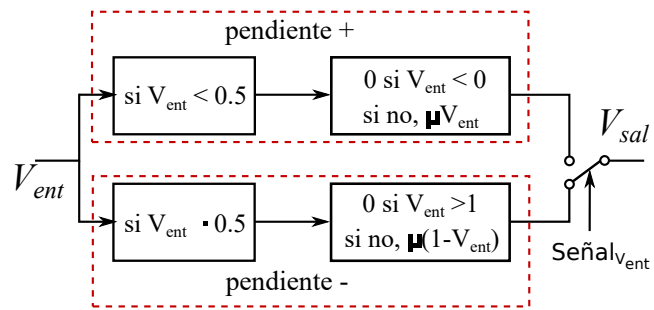 pendiente +
si V_ent < 0.5
0 si V_ent < 0
si no, μV_ent
V_sal
V_ent
si V_ent · 0.5
0 si V_ent >1
si no, μ(1-V_ent)
Señal_V_ent
pendiente -